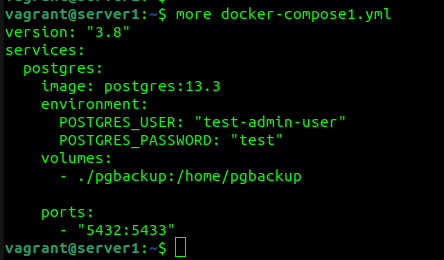 vagrant@server1:~$ more docker-compose1.yml
version: "3.8"
services:
  postgres:
    image: postgres:13.3
    environment:
      POSTGRES_USER: "test-admin-user"
      POSTGRES_PASSWORD: "test"
    volumes:
      - ./pgbackup:/home/pgbackup

    ports:
      - "5432:5433"
vagrant@server1:~$